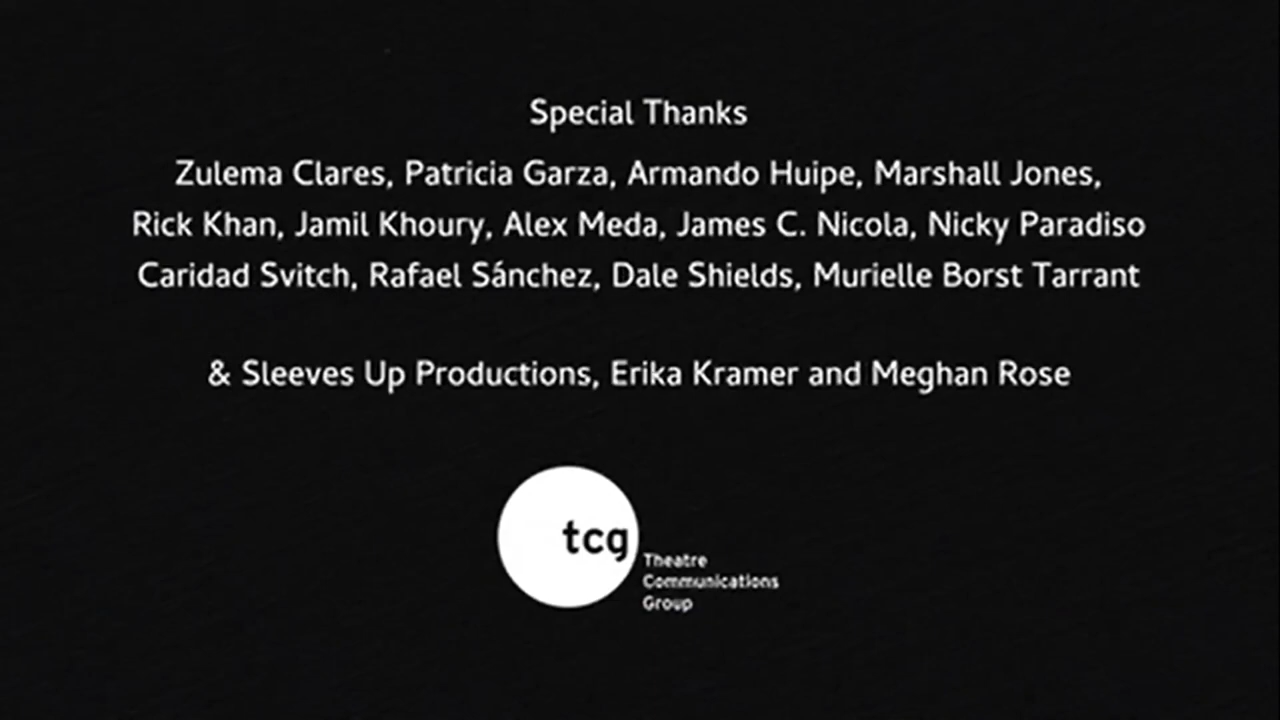 Special Thanks
Zulema Clares, Patricia Garza, Armando Huipe, Marshall Jones,
Rick Khan, Jamil Khoury, Alex Meda, James C. Nicola, Nicky Paradiso
Caridad Svitch, Rafael Sánchez, Dale Shields, Murielle Borst Tarrant
& Sleeves Up Productions, Erika Kramer and Meghan Rose
tcg
Theatre
Communications
Group